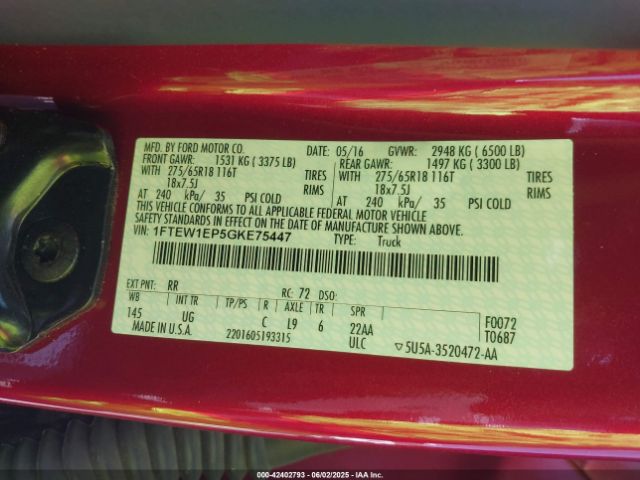 MFD. BY FORD MOTOR CO.
DATE: 05/16 GVWR: 2948 KG ( 6500 LB)
FRONT GAWR: 1531 KG ( 3375 LB) REAR GAWR: 1497 KG ( 3300 LB)
WITH 275/65R18 116T TIRES WITH 275/65R18 116T TIRES
18x7.5J RIMS 18x7.5J RIMS
AT 240 kPa/ 35 PSI COLD AT 240 kPa/ 35 PSI COLD
THIS VEHICLE CONFORMS TO ALL APPLICABLE FEDERAL MOTOR VEHICLE
SAFETY STANDARDS IN EFFECT ON THE DATE OF MANUFACTURE SHOWN ABOVE.
1FTEW1EP5GKE75447 TYPE: Truck
EXT PNT: RR RC: 72 DSO:
WB INT TR TP/PS R AXLE TR SPR
145 UG C L9 6 22AA F0072
MADE IN U.S.A. 2201605193315 ULC T0687
▽5U5A-3520472-AA
000-42402793 - 06/02/2025 - IAAI, Inc.